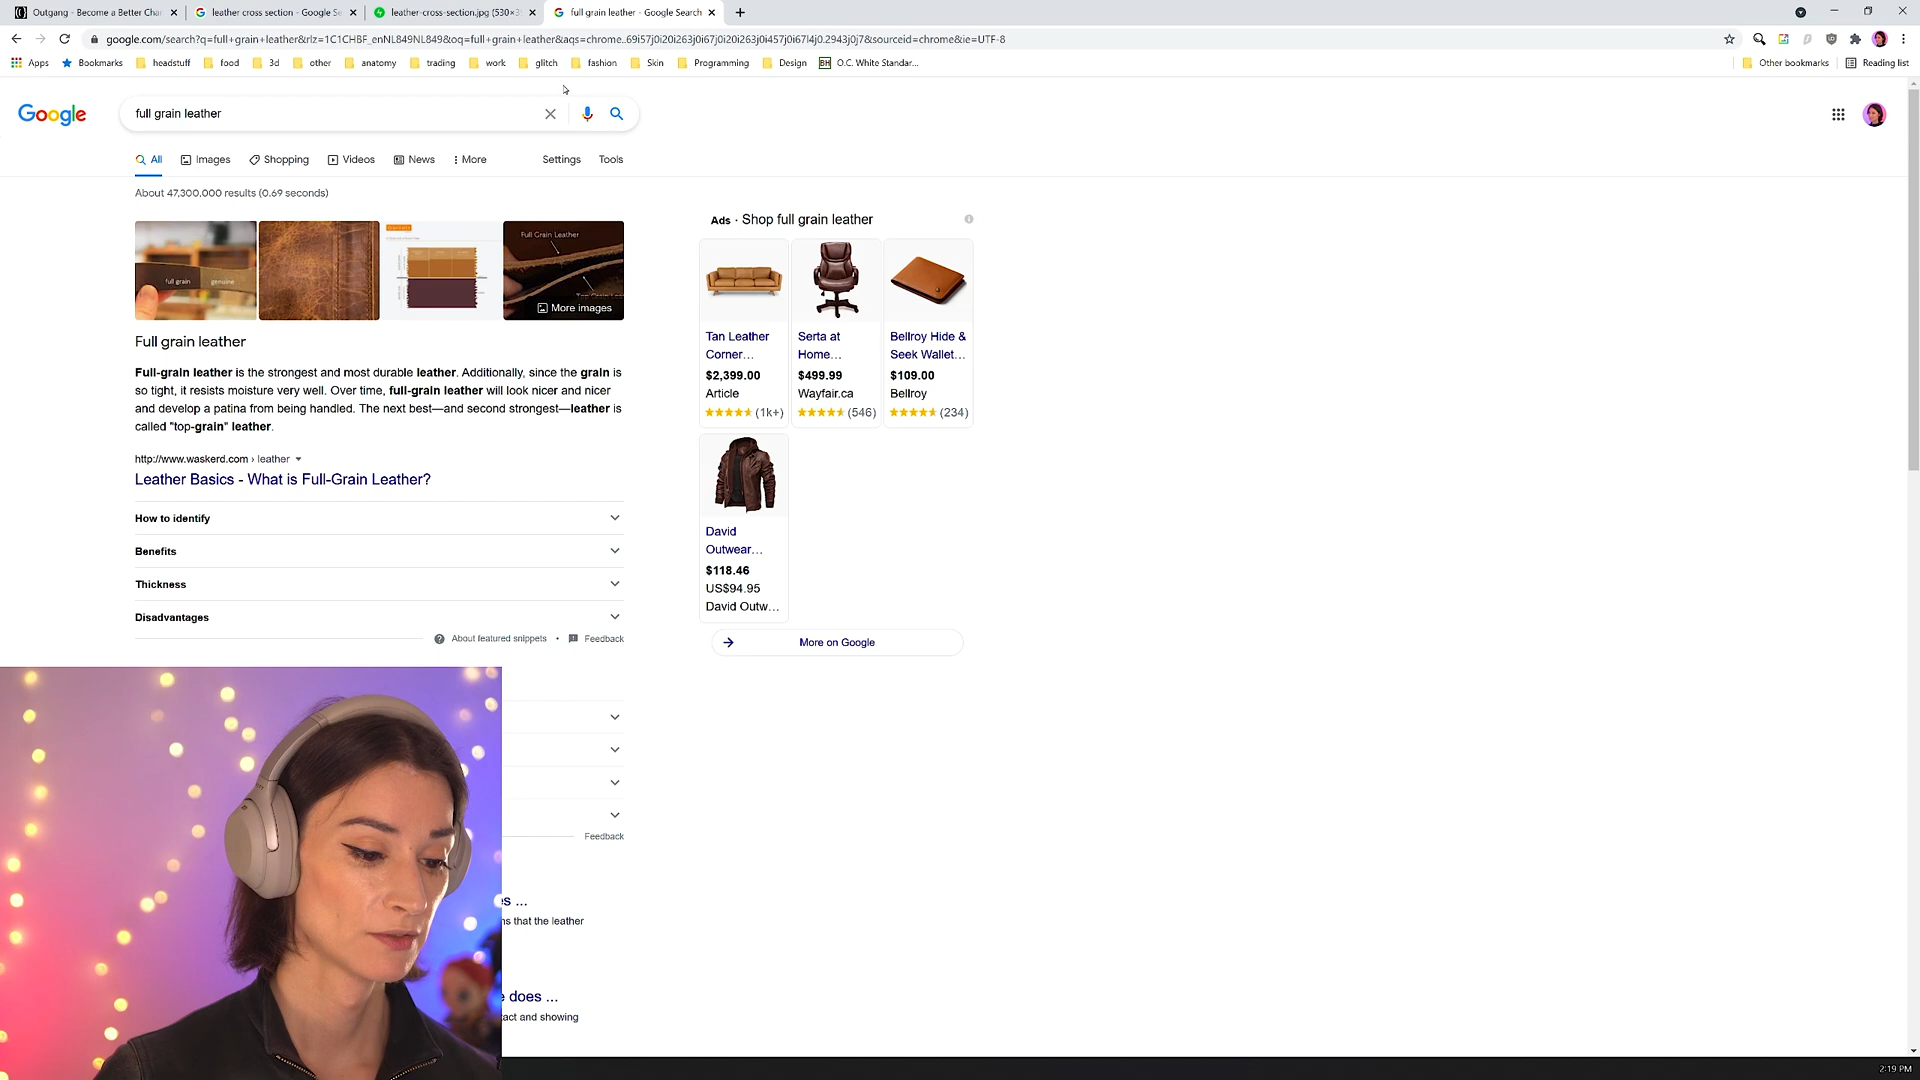 Outgang - Become a Better Cha
leather cross section - Google Se
leather-cross-section.jpg (530×3
full grain leather - Google Search
google.com/search?q=full+grain+leather&rlz=1C1CHBF_enNL849NL849&oq=full+grain+leather&aqs=chrome..69i57j0i20i263j0i67j0i20i263j0i457j0i67l4j0.2943j0j7&sourceid=chrome&ie=UTF-8
Apps Bookmarks headstuff food 3d other anatomy trading work glitch fashion Skin Programming Design O.C. White Standar... Other bookmarks Reading list
Google
full grain leather
All Images Shopping Videos News More Settings Tools
About 47,300,000 results (0.69 seconds)
full grain genuine
Full Grain Leather
More images
Full grain leather
Full-grain leather is the strongest and most durable leather. Additionally, since the grain is
so tight, it resists moisture very well. Over time, full-grain leather will look nicer and nicer
and develop a patina from being handled. The next best—and second strongest—leather is
called "top-grain" leather.
http://www.waskerd.com › leather
Leather Basics - What is Full-Grain Leather?
How to identify
Benefits
Thickness
Disadvantages
About featured snippets • Feedback
Feedback
es ...
ns that the leather
e does ...
tact and showing
Ads · Shop full grain leather
Tan Leather
Corner...
$2,399.00
Article
(1k+)
Serta at
Home...
$499.99
Wayfair.ca
(546)
Bellroy Hide &
Seek Wallet...
$109.00
Bellroy
(234)
David
Outwear...
$118.46
US$94.95
David Outw...
More on Google
2:19 PM